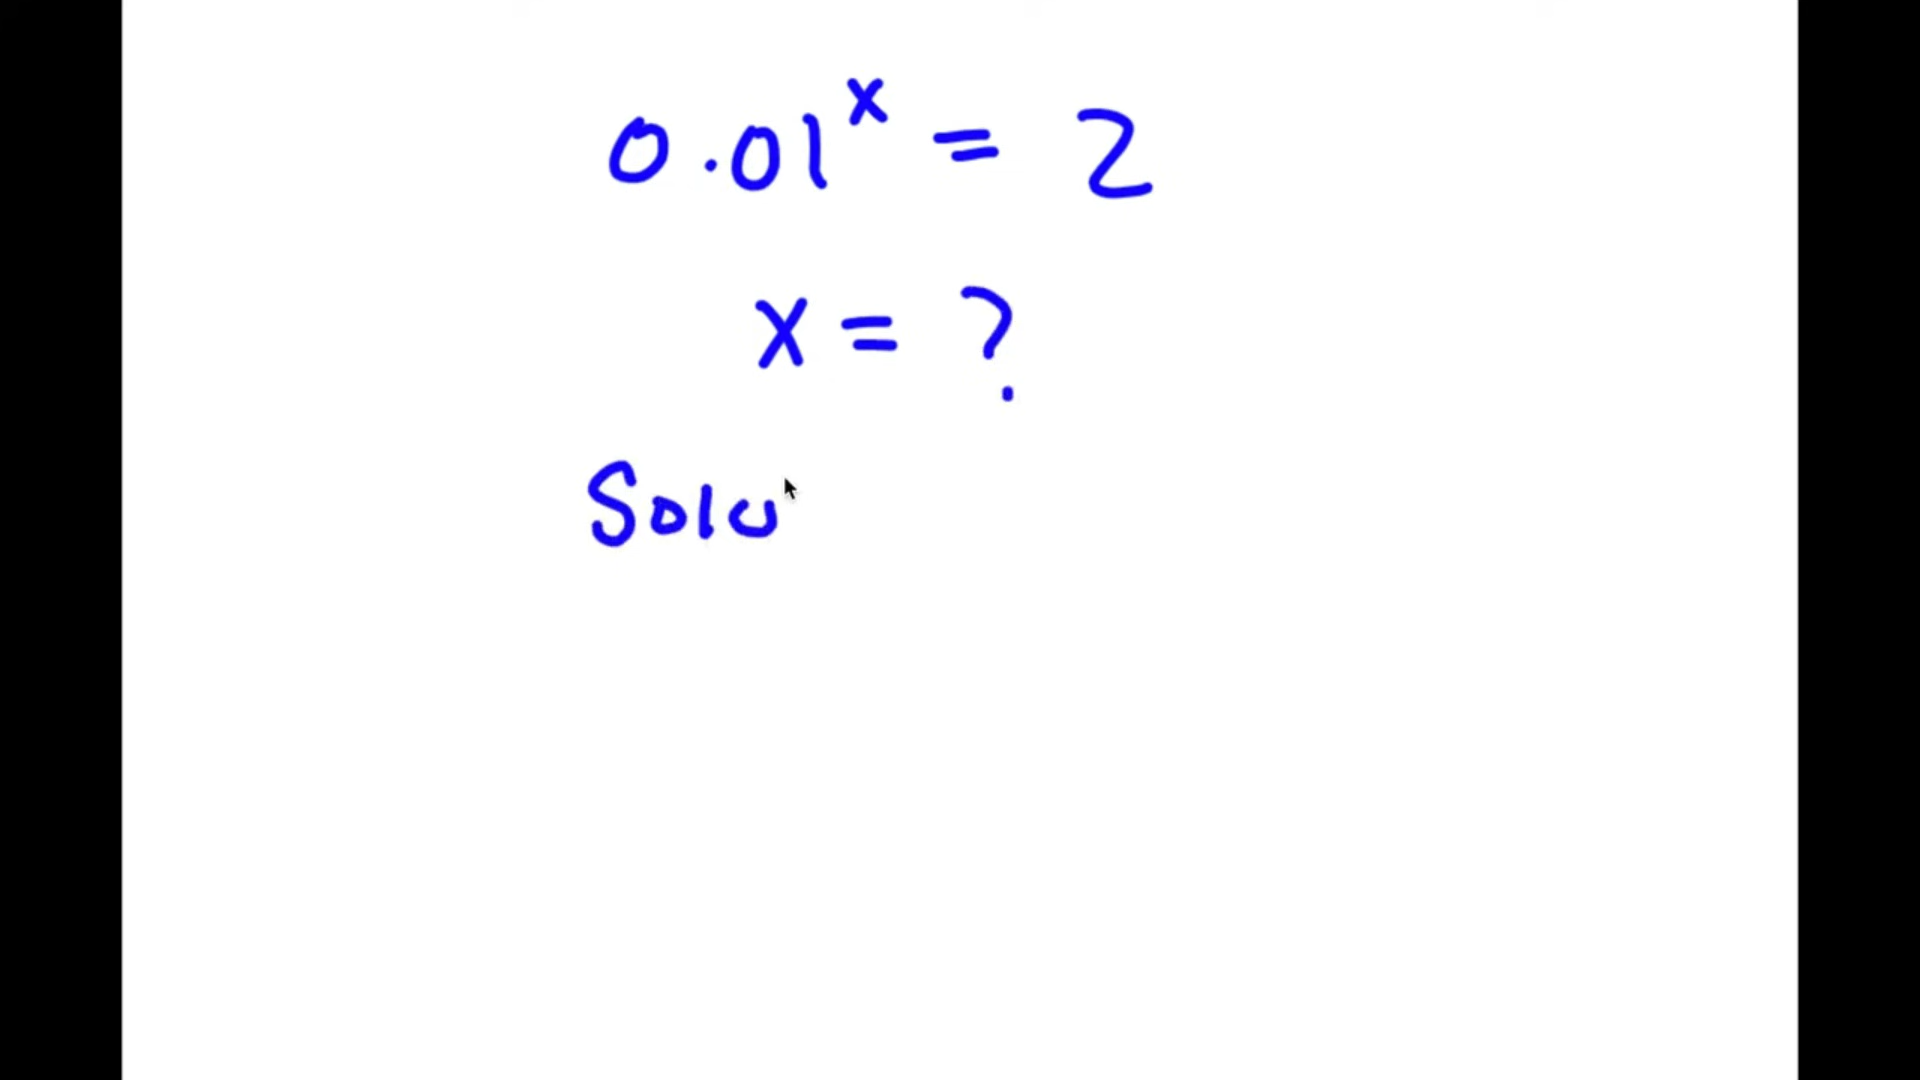 0.01^x = 2
x = ?
Solu